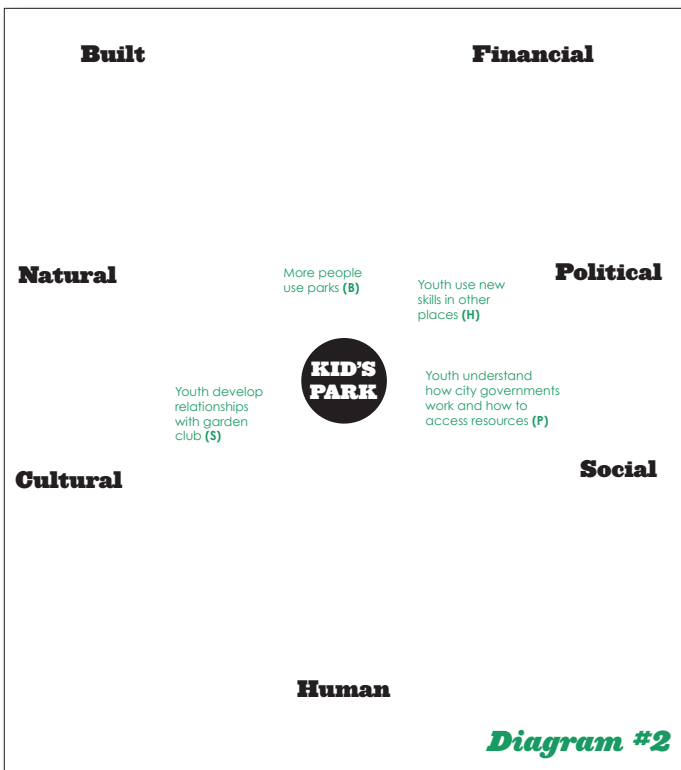 Built
Financial
Natural
Political
More people
use parks (B)
Youth use new
skills in other
places (H)
KID'S
PARK
Youth understand
how city governments
work and how to
access resources (P)
Youth develop
relationships
with garden
club (S)
Cultural
Social
Human
Diagram #2